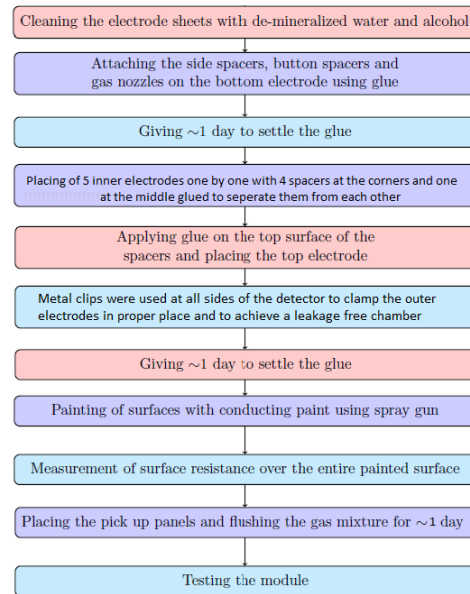 Cleaning the electrode sheets with de-mineralized water and alcohol
Attaching the side spacers, button spacers and
gas nozzles on the bottom electrode using glue
Giving ~1 day to settle the glue
Placing of 5 inner electrodes one by one with 4 spacers at the corners and one
at the middle glued to seperate them from each other
Applying glue on the top surface of the
spacers and placing the top electrode
Metal clips were used at all sides of the detector to clamp the outer
electrodes in proper place and to achieve a leakage free chamber
Giving ~1 day to settle the glue
Painting of surfaces with conducting paint using spray gun
Measurement of surface resistance over the entire painted surface
Placing the pick up panels and flushing the gas mixture for ~1 day
Testing the module